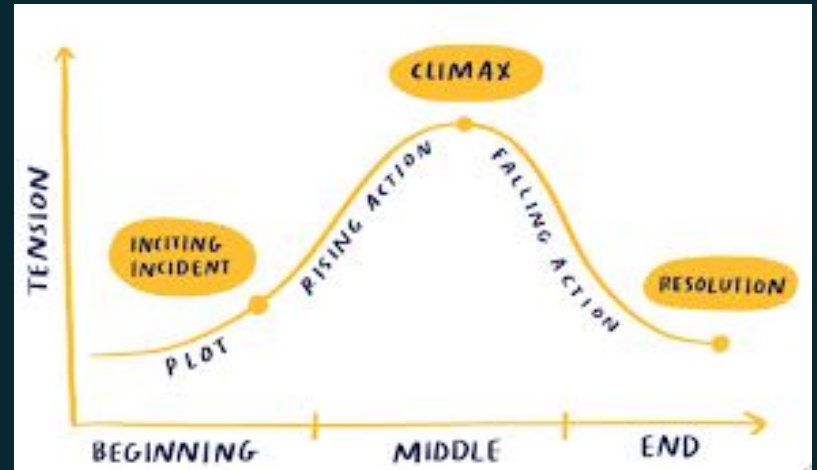 CLIMAX
TENSION
INCITING
INCIDENT
RISING ACTION
FALLING ACTION
RESOLUTION
PLOT
BEGINNING
MIDDLE
END